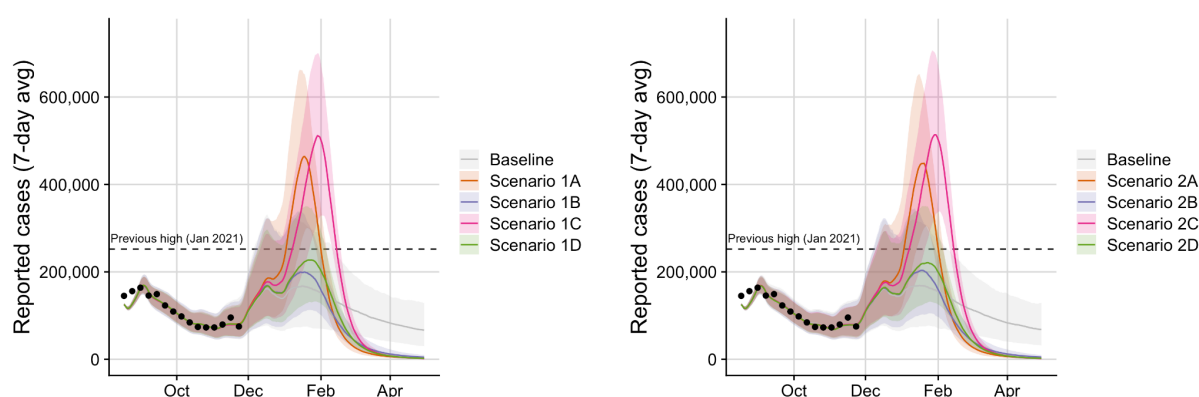 Reported cases (7-day avg)
600,000
400,000
200,000
0
Previous high (Jan 2021)
Oct
Dec
Feb
Apr
Baseline
Scenario 1A
Scenario 1B
Scenario 1C
Scenario 1D
Reported cases (7-day avg)
600,000
400,000
200,000
0
Previous high (Jan 2021)
Oct
Dec
Feb
Apr
Baseline
Scenario 2A
Scenario 2B
Scenario 2C
Scenario 2D